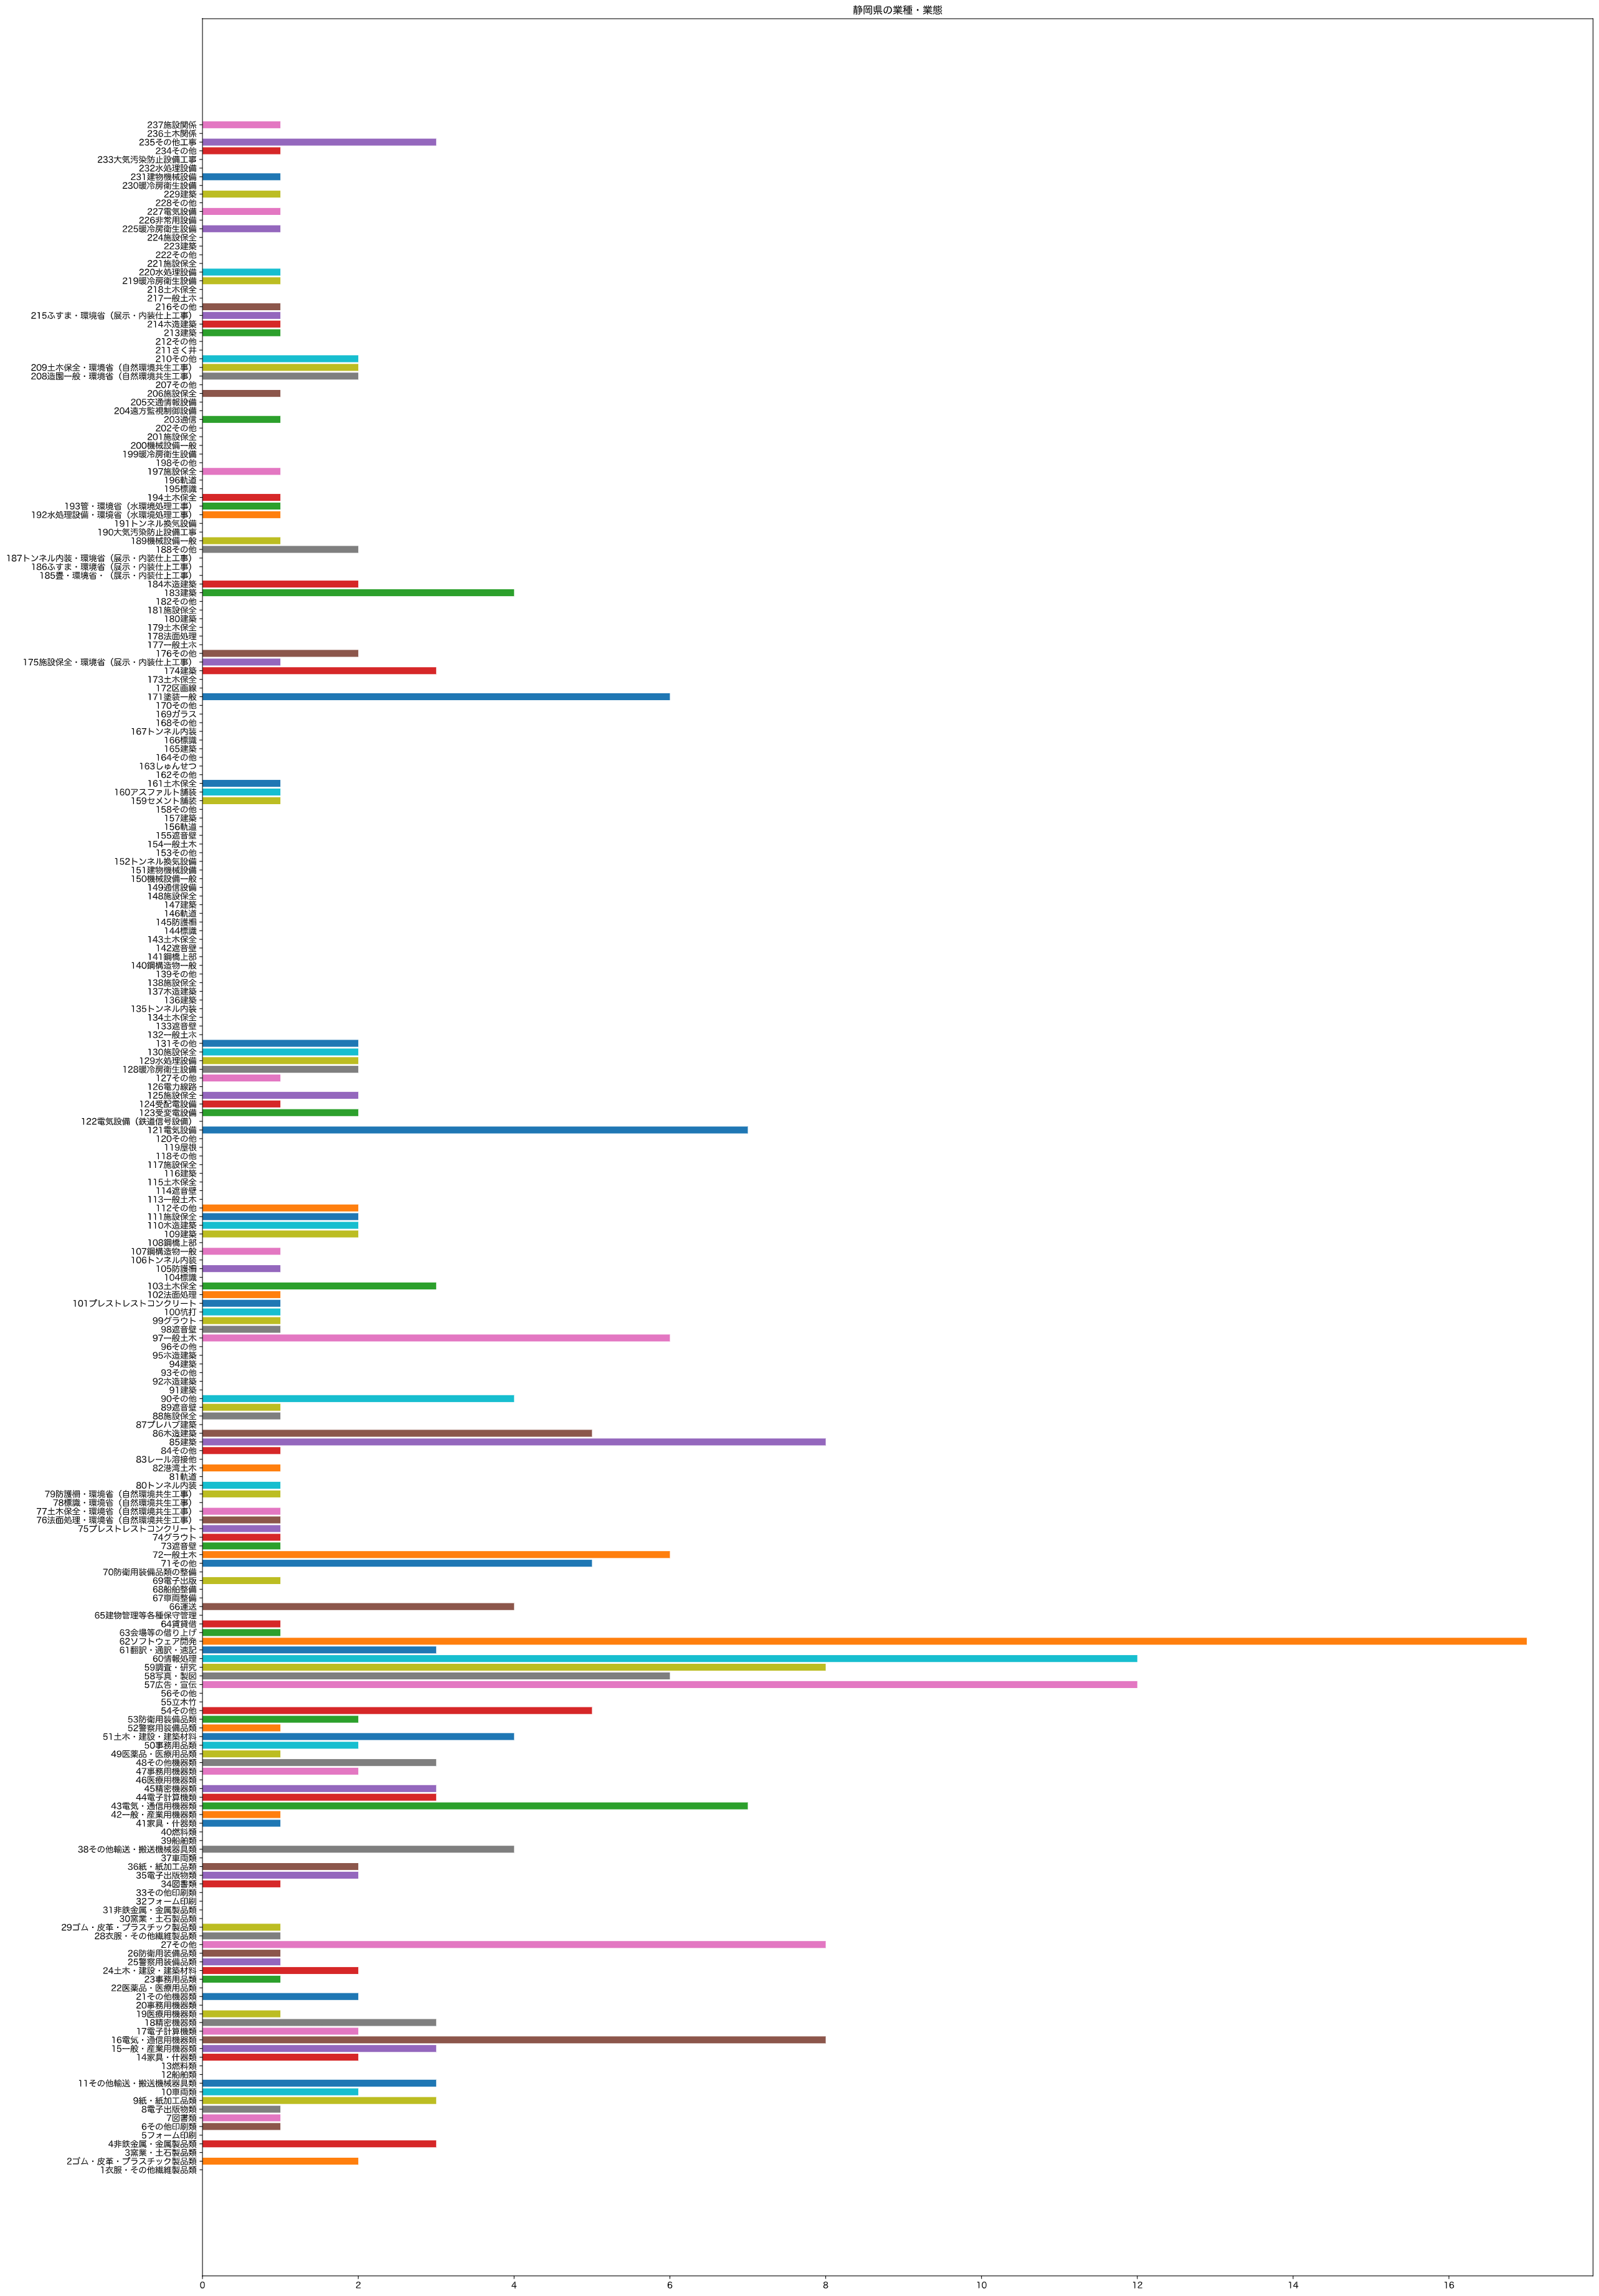 静岡県の業種・業態
237施設関係
236土木関係
235その他工事
234その他
233大気汚染防止設備工事
232水処理設備
231建物機械設備
230暖冷房衛生設備
229建築
228その他
227電気設備
226非常用設備
225暖冷房衛生設備
224施設保全
223建築
222その他
221施設保全
220水処理設備
219暖冷房衛生設備
218土木保全
217一般土木
216その他
215ふすま・環境省（展示・内装仕上工事）
214木造建築
213建築
212その他
211さく井
210その他
209土木保全・環境省（自然環境共生工事）
208造園一般・環境省（自然環境共生工事）
207その他
206施設保全
205交通情報設備
204遠方監視制御設備
203通信
202その他
201施設保全
200機械設備一般
199暖冷房衛生設備
198その他
197施設保全
196軌道
195標識
194土木保全
193管・環境省（水環境処理工事）
192水処理設備・環境省（水環境処理工事）
191トンネル換気設備
190大気汚染防止設備工事
189機械設備一般
188その他
187トンネル内装・環境省（展示・内装仕上工事）
186ふすま・環境省（展示・内装仕上工事）
185畳・環境省・（展示・内装仕上工事）
184木造建築
183建築
182その他
181施設保全
180建築
179土木保全
178法面処理
177一般土木
176その他
175施設保全・環境省（展示・内装仕上工事）
174建築
173土木保全
172区画線
171塗装一般
170その他
169ガラス
168その他
167トンネル内装
166標識
165建築
164その他
163しゅんせつ
162その他
161土木保全
160アスファルト舗装
159セメント舗装
158その他
157建築
156軌道
155遮音壁
154一般土木
153その他
152トンネル換気設備
151建物機械設備
150機械設備一般
149通信設備
148施設保全
147建築
146軌道
145防護柵
144標識
143土木保全
142遮音壁
141鋼橋上部
140鋼構造物一般
139その他
138施設保全
137木造建築
136建築
135トンネル内装
134土木保全
133遮音壁
132一般土木
131その他
130施設保全
129水処理設備
128暖冷房衛生設備
127その他
126電力線路
125施設保全
124受配電設備
123受変電設備
122電気設備（鉄道信号設備）
121電気設備
120その他
119屋根
118その他
117施設保全
116建築
115土木保全
114遮音壁
113一般土木
112その他
111施設保全
110木造建築
109建築
108鋼橋上部
107鋼構造物一般
106トンネル内装
105防護柵
104標識
103土木保全
102法面処理
101プレストレストコンクリート
100杭打
99グラウト
98遮音壁
97一般土木
96その他
95木造建築
94建築
93その他
92木造建築
91建築
90その他
89遮音壁
88施設保全
87プレハブ建築
86木造建築
85建築
84その他
83レール溶接他
82港湾土木
81軌道
80トンネル内装
79防護柵・環境省（自然環境共生工事）
78標識・環境省（自然環境共生工事）
77土木保全・環境省（自然環境共生工事）
76法面処理・環境省（自然環境共生工事）
75プレストレストコンクリート
74グラウト
73遮音壁
72一般土木
71その他
70防衛用装備品類の整備
69電子出版
68船舶整備
67車両整備
66運送
65建物管理等各種保守管理
64賃貸借
63会場等の借り上げ
62ソフトウェア開発
61翻訳・通訳・速記
60情報処理
59調査・研究
58写真・製図
57広告・宣伝
56その他
55立木竹
54その他
53防衛用装備品類
52警察用装備品類
51土木・建設・建築材料
50事務用品類
49医薬品・医療用品類
48その他機器類
47事務用機器類
46医療用機器類
45精密機器類
44電子計算機類
43電気・通信用機器類
42一般・産業用機器類
41家具・什器類
40燃料類
39船舶類
38その他輸送・搬送機械器具類
37車両類
36紙・紙加工品類
35電子出版物類
34図書類
33その他印刷類
32フォーム印刷
31非鉄金属・金属製品類
30窯業・土石製品類
29ゴム・皮革・プラスチック製品類
28衣服・その他繊維製品類
27その他
26防衛用装備品類
25警察用装備品類
24土木・建設・建築材料
23事務用品類
22医薬品・医療用品類
21その他機器類
20事務用機器類
19医療用機器類
18精密機器類
17電子計算機類
16電気・通信用機器類
15一般・産業用機器類
14家具・什器類
13燃料類
12船舶類
11その他輸送・搬送機械器具類
10車両類
9紙・紙加工品類
8電子出版物類
7図書類
6その他印刷類
5フォーム印刷
4非鉄金属・金属製品類
3窯業・土石製品類
2ゴム・皮革・プラスチック製品類
1衣服・その他繊維製品類
0 2 4 6 8 10 12 14 16